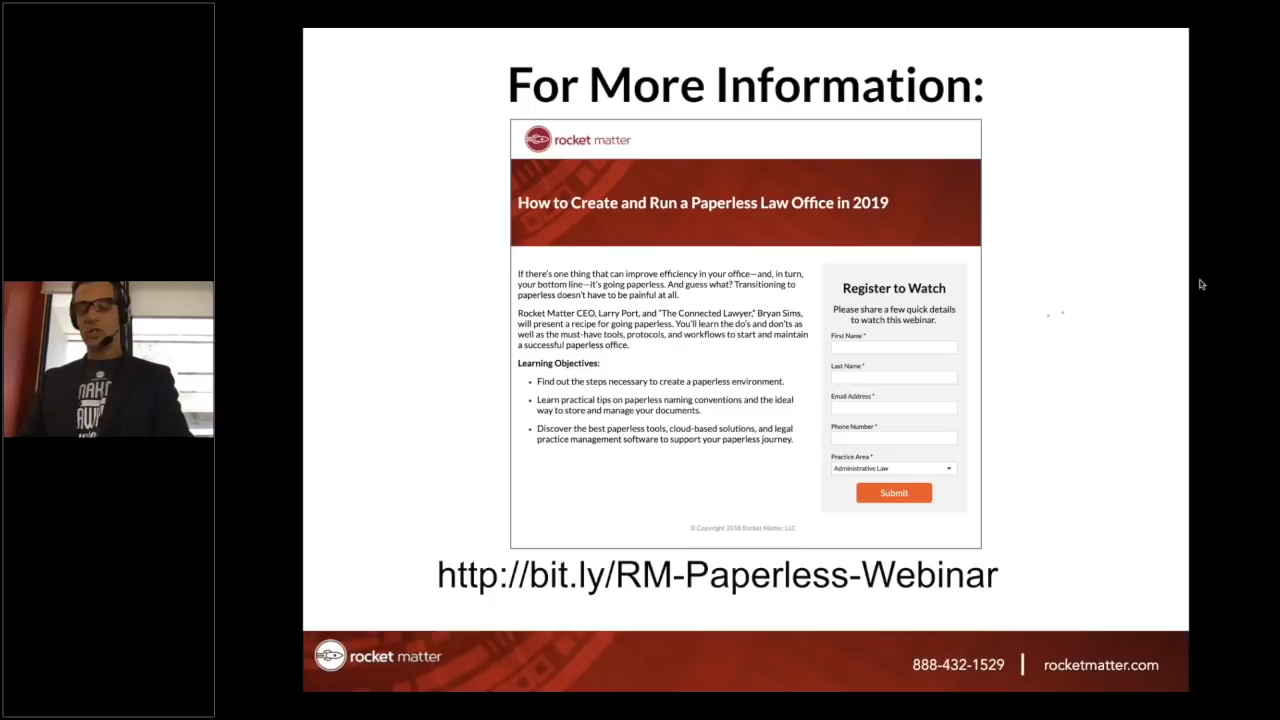 For More Information:
rocket matter
How to Create and Run a Paperless Law Office in 2019
If there's one thing that can improve efficiency in your office—and, in turn,
your bottom line—it's going paperless. And guess what? Transitioning to
paperless doesn't have to be painful at all.
Rocket Matter CEO, Larry Port, and "The Connected Lawyer," Bryan Sims,
will present a recipe for going paperless. You'll learn the do's and don'ts as
well as the must-have tools, protocols, and workflows to start and maintain
a successful paperless office.
Learning Objectives:
• Find out the steps necessary to create a paperless environment.
• Learn practical tips on paperless naming conventions and the ideal
way to store and manage your documents.
• Discover the best paperless tools, cloud-based solutions, and legal
practice management software to support your paperless journey.
Register to Watch
Please share a few quick details
to watch this webinar.
First Name *
Last Name *
Email Address *
Phone Number *
Practice Area *
Administrative Law
Submit
© Copyright 2018 Rocket Matter, LLC
http://bit.ly/RM-Paperless-Webinar
rocket matter
888-432-1529 | rocketmatter.com